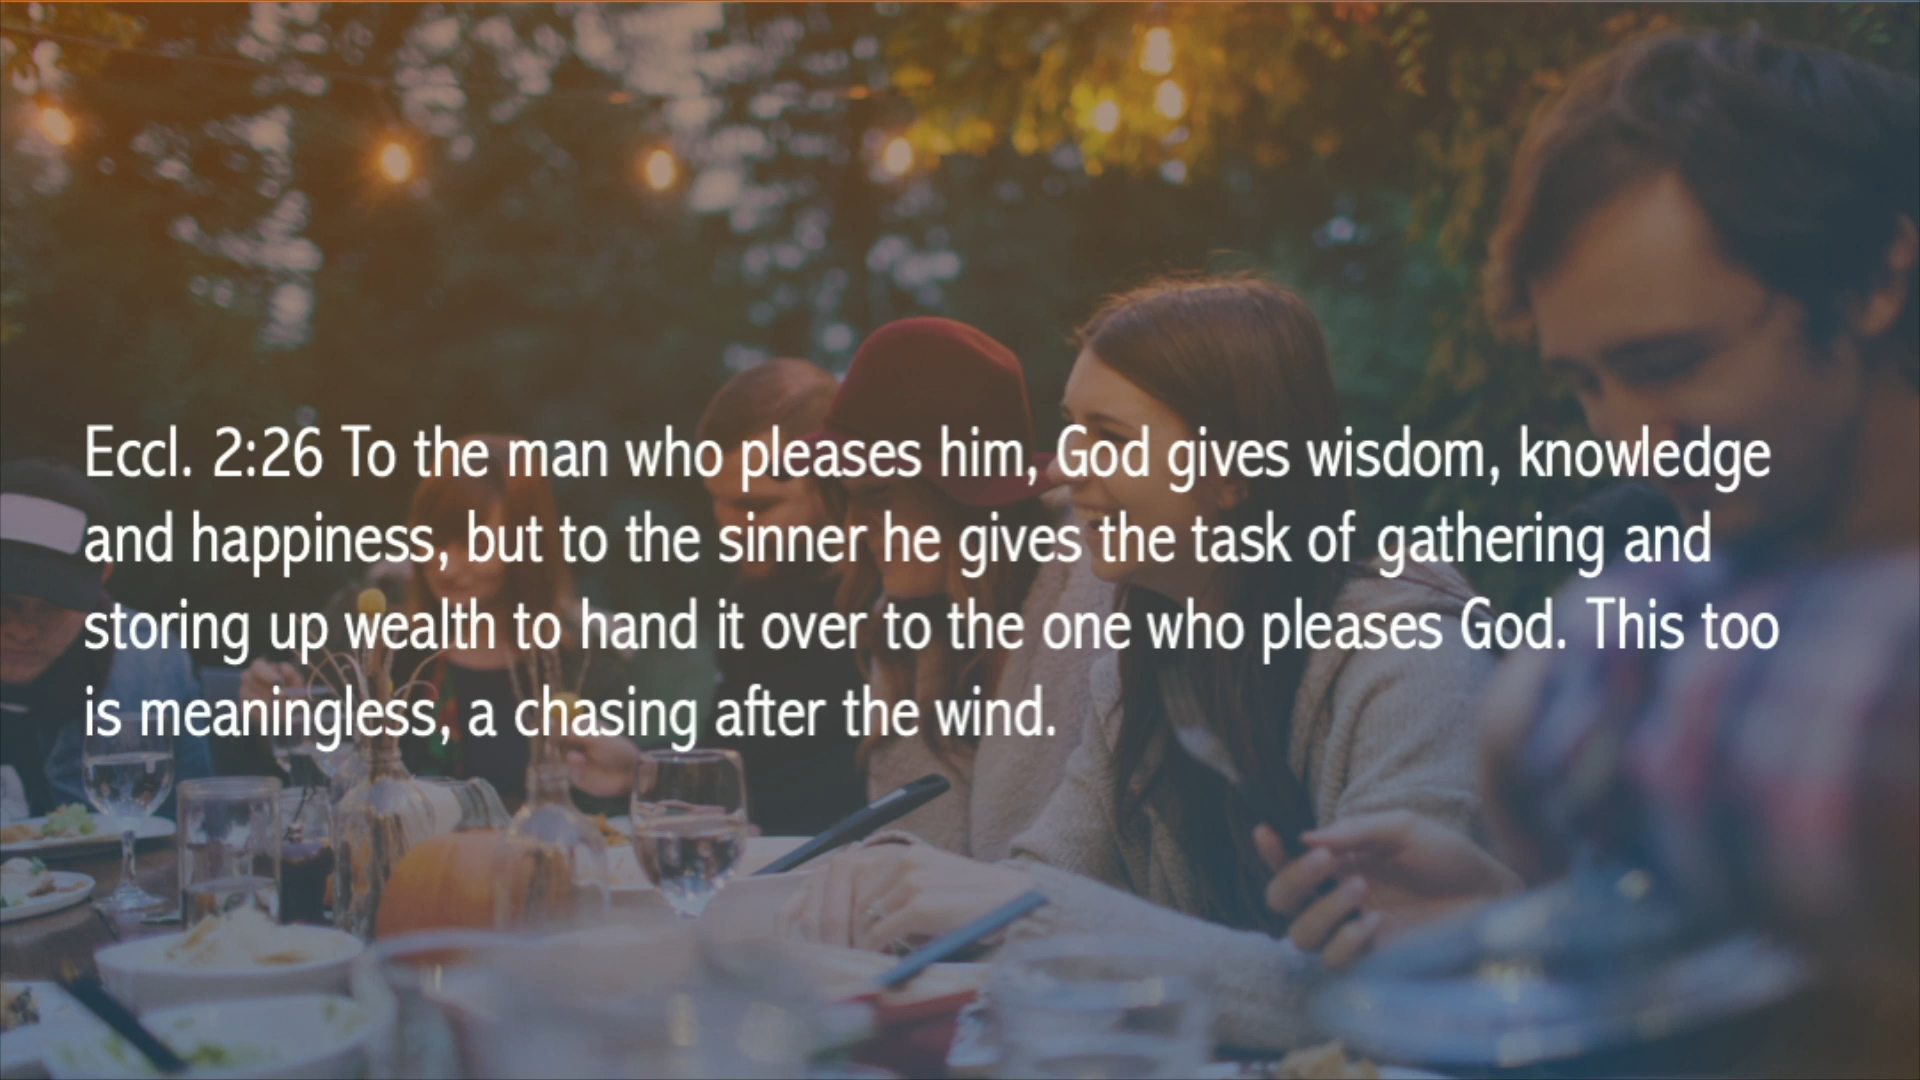 Eccl. 2:26 To the man who pleases him, God gives wisdom, knowledge
and happiness, but to the sinner he gives the task of gathering and
storing up wealth to hand it over to the one who pleases God. This too
is meaningless, a chasing after the wind.